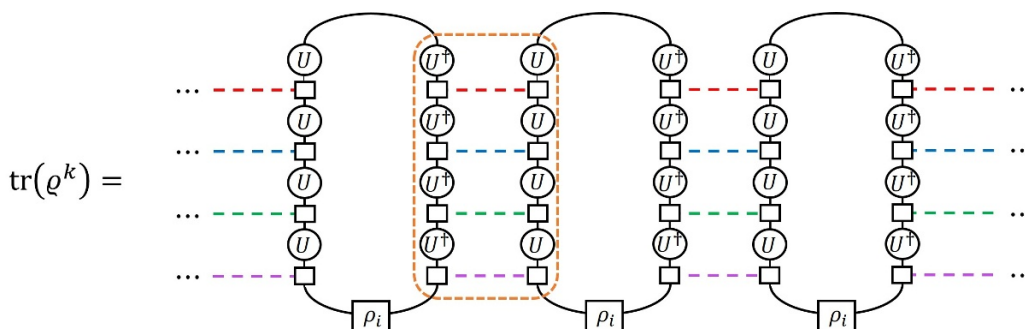 U U† U U† U U†
...  ..
U U† U U† U U†
...  ..
tr(ϱ^k) =
U U† U U† U U†
...  ..
U U† U U† U U†
...  ..
ρ_i ρ_i ρ_i